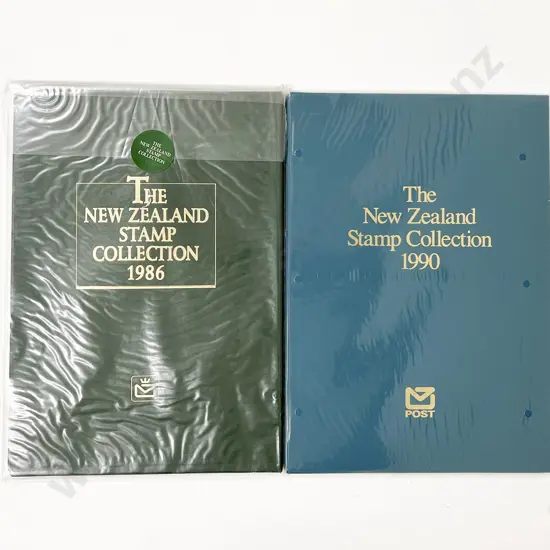 THE
NEW ZEALAND
STAMP
COLLECTION
THE
NEW ZEALAND
STAMP
COLLECTION
1986
The
New Zealand
Stamp Collection
1990
POST